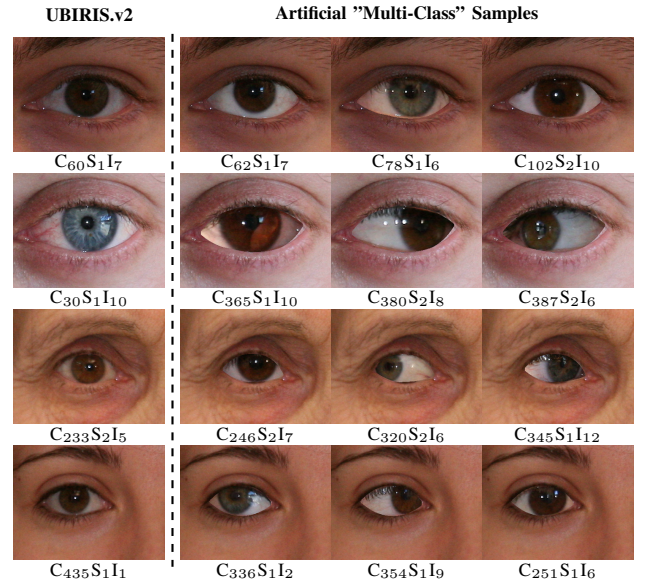 UBIRIS.v2 Artificial "Multi-Class" Samples
C₆₀S₁I₇ C₆₂S₁I₇ C₇₈S₁I₆ C₁₀₂S₂I₁₀
C₃₀S₁I₁₀ C₃₆₅S₁I₁₀ C₃₈₀S₂I₈ C₃₈₇S₂I₆
C₂₃₃S₂I₅ C₂₄₆S₂I₇ C₃₂₀S₂I₆ C₃₄₅S₁I₁₂
C₄₃₅S₁I₁ C₃₃₆S₁I₂ C₃₅₄S₁I₉ C₂₅₁S₁I₆